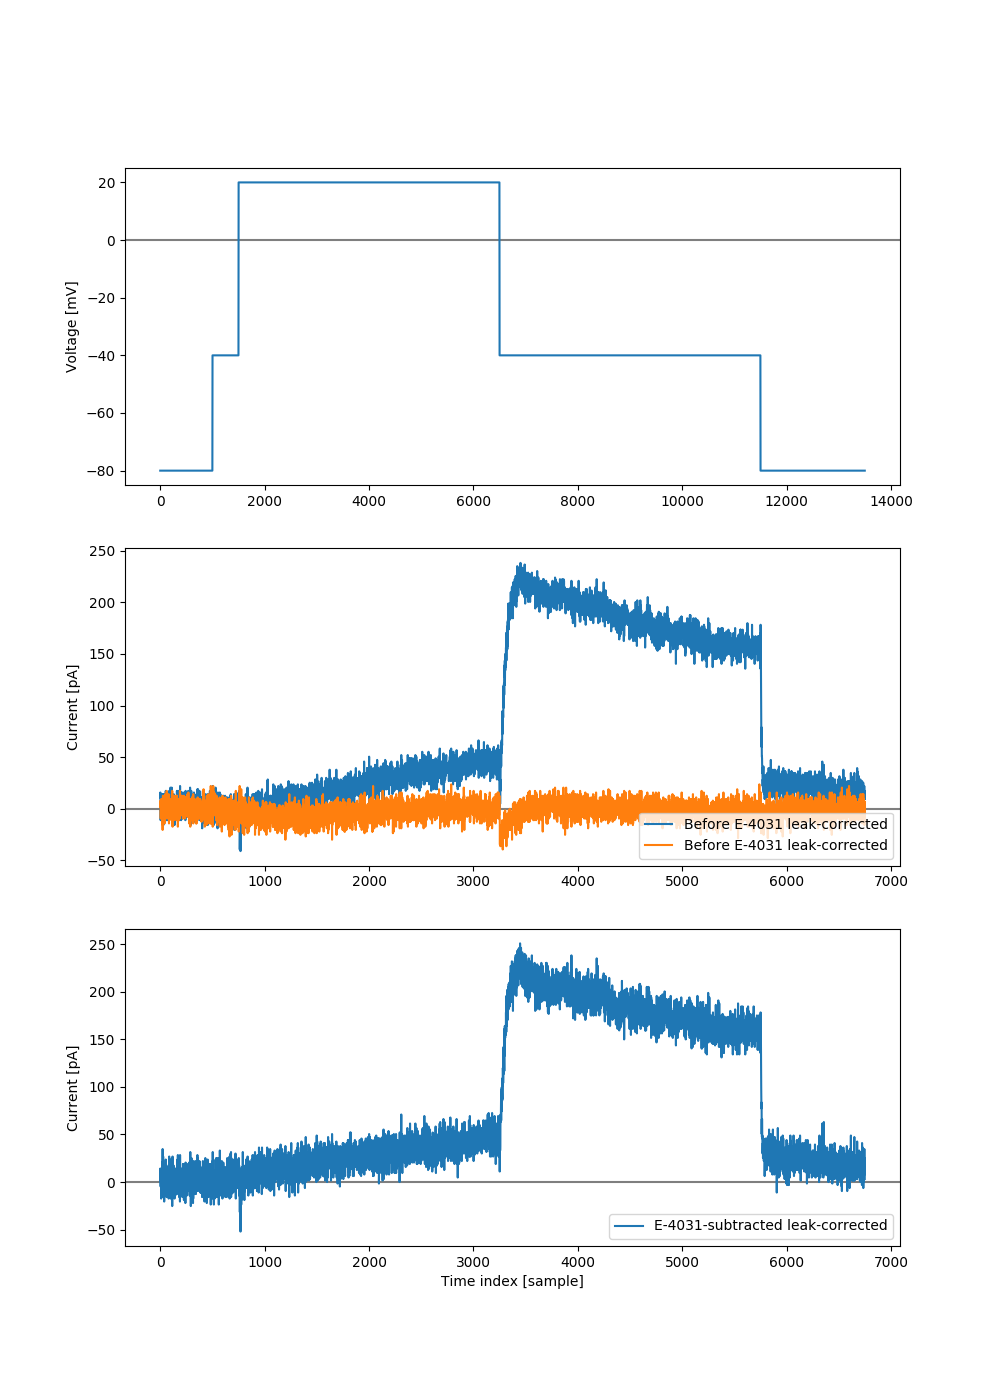 20
0
−20
−40
−60
−80
Voltage [mV]
0 2000 4000 6000 8000 10000 12000 14000
250
200
150
100
50
0
−50
Current [pA]
Before E-4031 leak-corrected
Before E-4031 leak-corrected
0 1000 2000 3000 4000 5000 6000 7000
250
200
150
100
50
0
−50
Current [pA]
E-4031-subtracted leak-corrected
0 1000 2000 3000 4000 5000 6000 7000
Time index [sample]